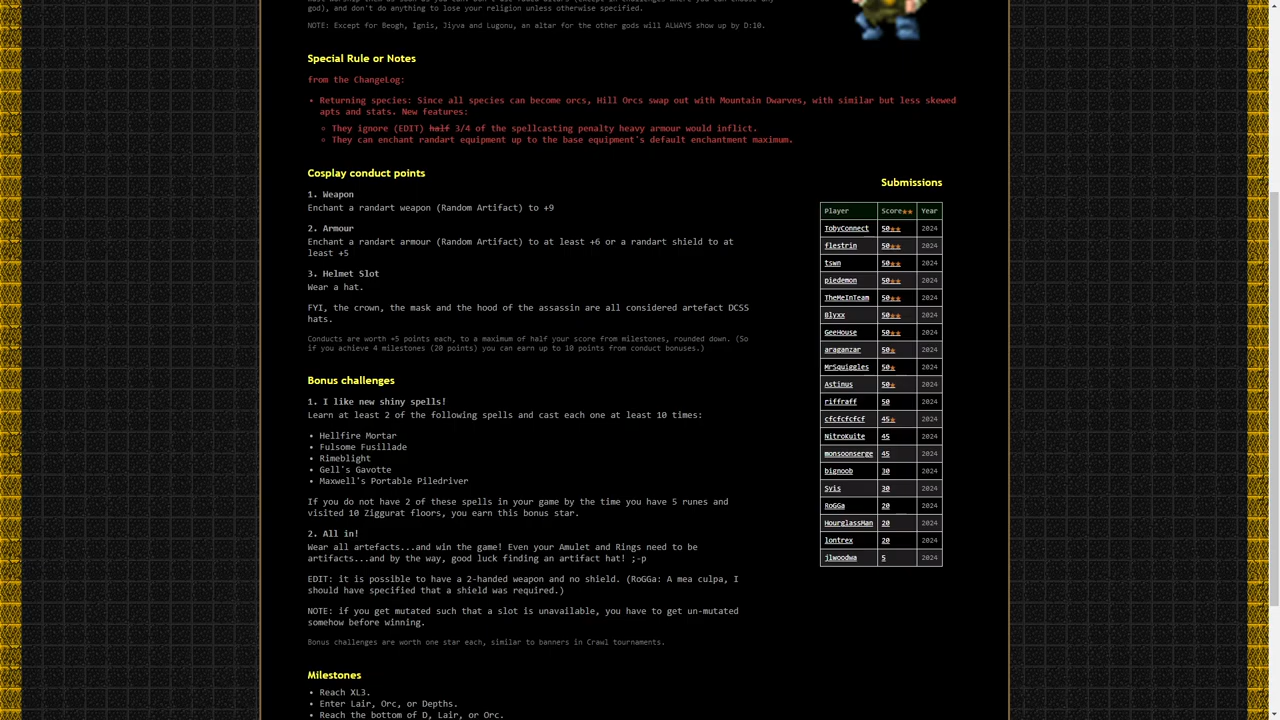 god), and don't do anything to lose your religion unless otherwise specified.
NOTE: Except for Beogh, Ignis, Jiyva and Lugonu, an altar for the other gods will ALWAYS show up by D:10.
Special Rule or Notes
from the ChangeLog:
• Returning species: Since all species can become orcs, Hill Orcs swap out with Mountain Dwarves, with similar but less skewed
apts and stats. New features:
They ignore (EDIT) half 3/4 of the spellcasting penalty heavy armour would inflict.
They can enchant randart equipment up to the base equipment's default enchantment maximum.
Cosplay conduct points
1. Weapon
Enchant a randart weapon (Random Artifact) to +9
2. Armour
Enchant a randart armour (Random Artifact) to at least +6 or a randart shield to at
least +5
3. Helmet Slot
Wear a hat.
FYI, the crown, the mask and the hood of the assassin are all considered artefact DCSS
hats.
Conducts are worth +5 points each, to a maximum of half your score from milestones, rounded down. (So
if you achieve 4 milestones (20 points) you can earn up to 10 points from conduct bonuses.)
Bonus challenges
1. I like new shiny spells!
Learn at least 2 of the following spells and cast each one at least 10 times:
• Hellfire Mortar
• Fulsome Fusillade
• Rimeblight
• Gell's Gavotte
• Maxwell's Portable Piledriver
If you do not have 2 of these spells in your game by the time you have 5 runes and
visited 10 Ziggurat floors, you earn this bonus star.
2. All in!
Wear all artefacts...and win the game! Even your Amulet and Rings need to be
artifacts...and by the way, good luck finding an artifact hat! ;-p
EDIT: it is possible to have a 2-handed weapon and no shield. (RoGGa: A mea culpa, I
should have specified that a shield was required.)
NOTE: if you get mutated such that a slot is unavailable, you have to get un-mutated
somehow before winning.
Bonus challenges are worth one star each, similar to banners in Crawl tournaments.
Milestones
• Reach XL3.
• Enter Lair, Orc, or Depths.
• Reach the bottom of D, Lair, or Orc.
Submissions
Player Score★★ Year
TobyConnect 50★★ 2024
flestrin 50★★ 2024
tswn 50★★ 2024
piedemon 50★★ 2024
TheMeInTeam 50★★ 2024
Blyxx 50★★ 2024
GeeHouse 50★★ 2024
araganzar 50★ 2024
MrSquiggles 50★ 2024
Astinus 50★ 2024
riffraff 50 2024
cfcfcfcfcf 45★ 2024
NitroKuite 45 2024
monsoonserge 45 2024
bignoob 30 2024
Syis 30 2024
RoGGa 20 2024
HourglassMan 20 2024
lontrex 20 2024
jlwoodwa 5 2024